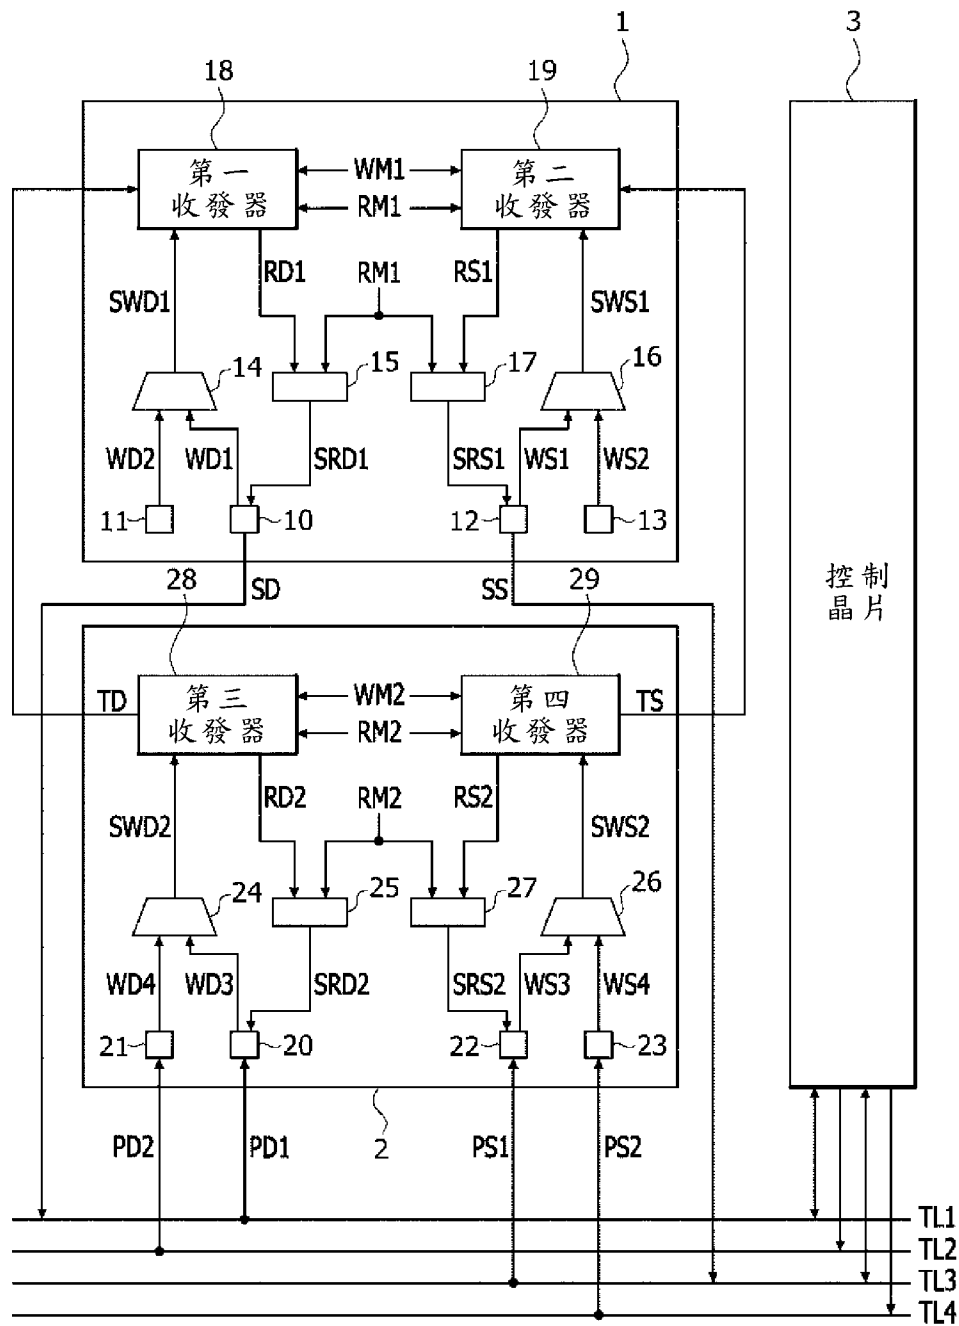 1
3
18
19
第一
收發器
WM1
RM1
第二
收發器
RD1
RM1
RS1
SWD1
SWS1
14
15
17
16
WD2
WD1
SRD1
SRS1
WS1
WS2
11
10
12
13
控制
晶片
28
SD
SS
29
TD
第三
收發器
WM2
RM2
第四
收發器
TS
RD2
RM2
RS2
SWD2
SWS2
24
25
27
26
WD4
WD3
SRD2
SRS2
WS3
WS4
21
20
22
23
PD2
PD1
2
PS1
PS2
TL1
TL2
TL3
TL4